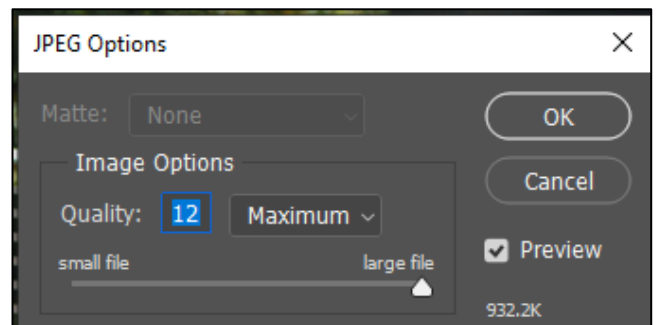 JPEG Options
Matte: None
OK
Image Options
Cancel
Quality: 12 Maximum
Preview
small file large file
932.2K